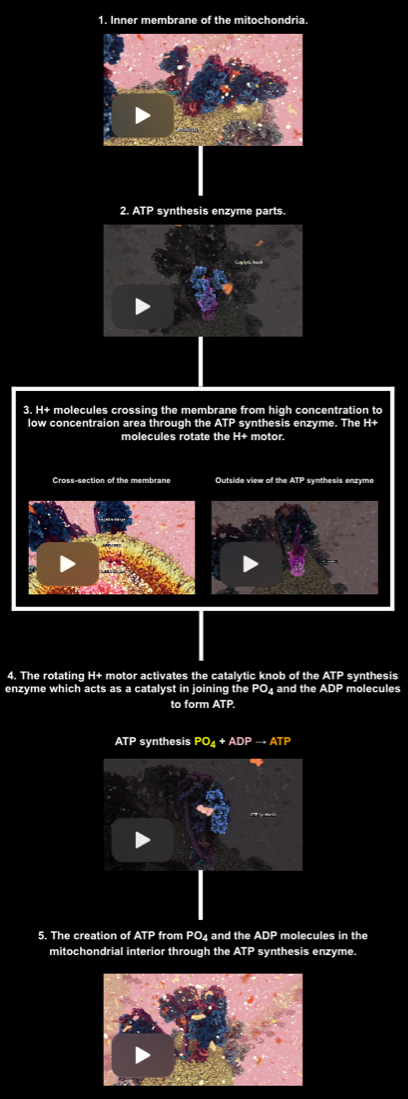 1. Inner membrane of the mitochondria.
2. ATP synthesis enzyme parts.
3. H+ molecules crossing the membrane from high concentration to
low concentraion area through the ATP synthesis enzyme. The H+
molecules rotate the H+ motor.
Cross-section of the membrane
Outside view of the ATP synthesis enzyme
4. The rotating H+ motor activates the catalytic knob of the ATP synthesis
enzyme which acts as a catalyst in joining the PO₄ and the ADP molecules
to form ATP.
ATP synthesis PO₄ + ADP → ATP
5. The creation of ATP from PO₄ and the ADP molecules in the
mitochondrial interior through the ATP synthesis enzyme.